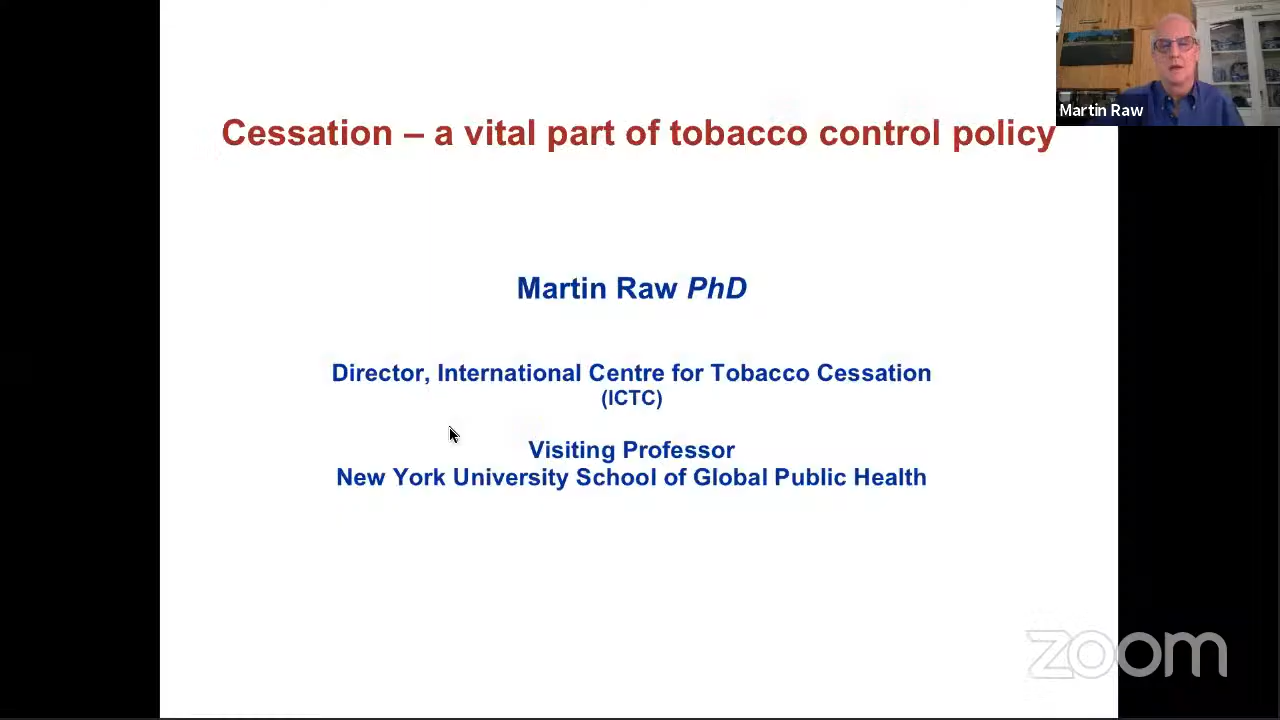 Cessation – a vital part of tobacco control policy
Martin Raw
Martin Raw PhD
Director, International Centre for Tobacco Cessation
(ICTC)
Visiting Professor
New York University School of Global Public Health
zoom